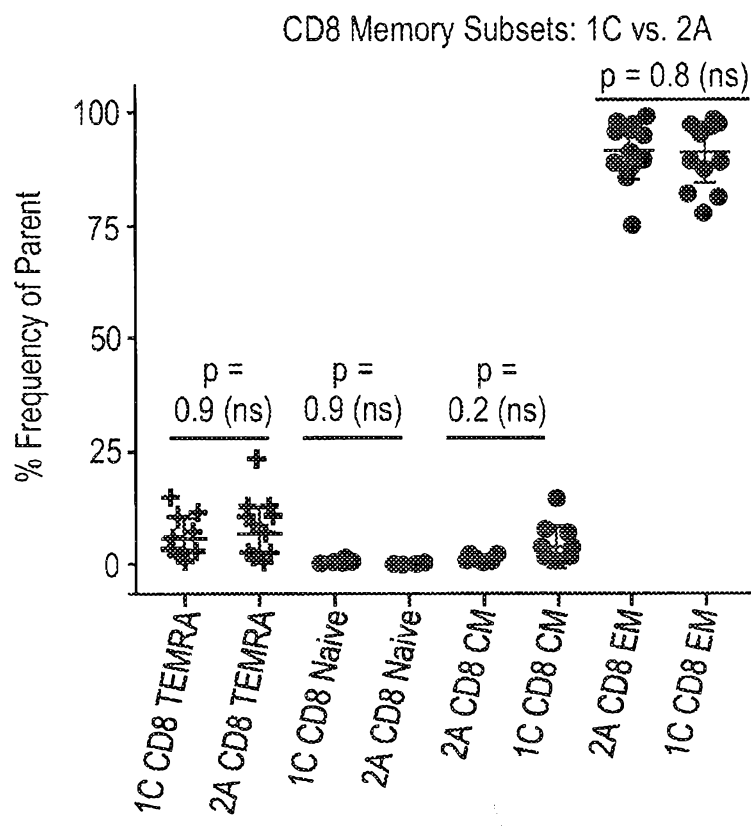 CD8 Memory Subsets: 1C vs. 2A
p = 0.8 (ns)
% Frequency of Parent
100
75
50
25
0
p =
0.9 (ns)
p =
0.9 (ns)
p =
0.2 (ns)
1C CD8 TEMRA
2A CD8 TEMRA
1C CD8 Naive
2A CD8 Naive
2A CD8 CM
1C CD8 CM
2A CD8 EM
1C CD8 EM